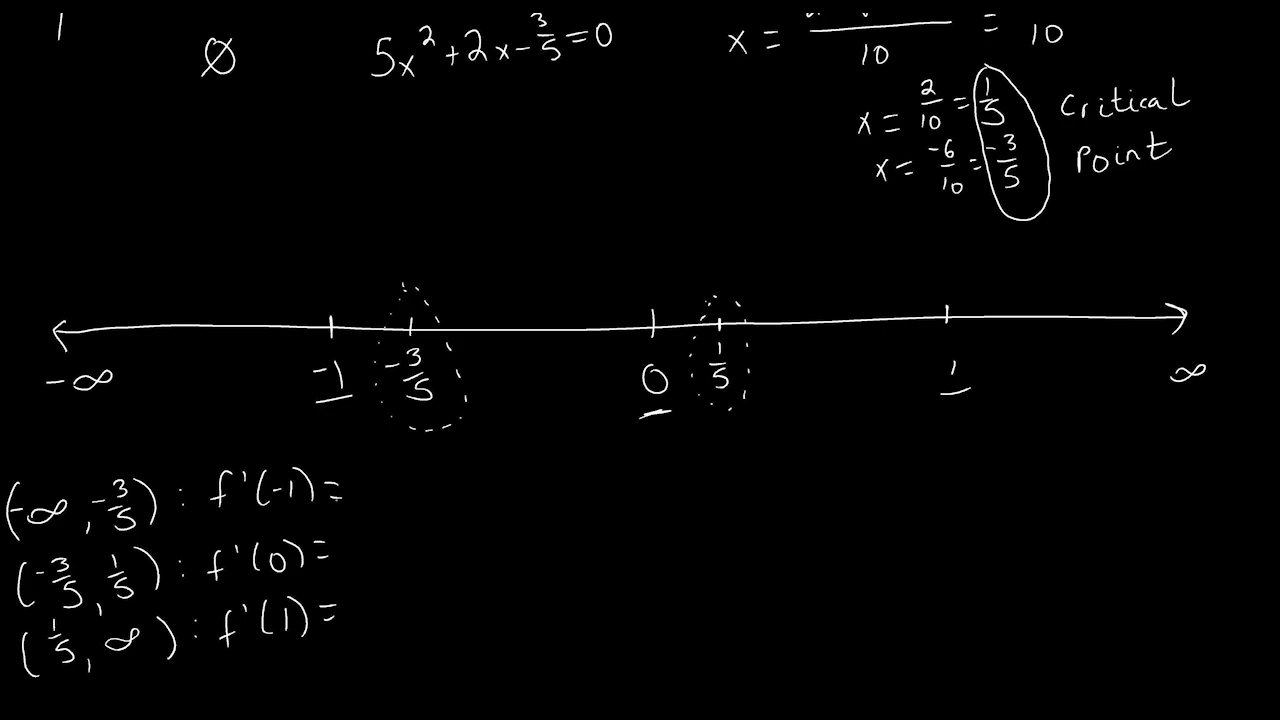 1
∅ 5x² + 2x - 3/5 = 0 x = /10 = 10
x = 2/10 = 1/5 Critical
x = -6/10 = -3/5 Point
-∞ -1 -3/5 0 1/5 1 ∞
(-∞, -3/5) : f'(-1) =
(-3/5, 1/5) : f'(0) =
(1/5, ∞) : f'(1) =